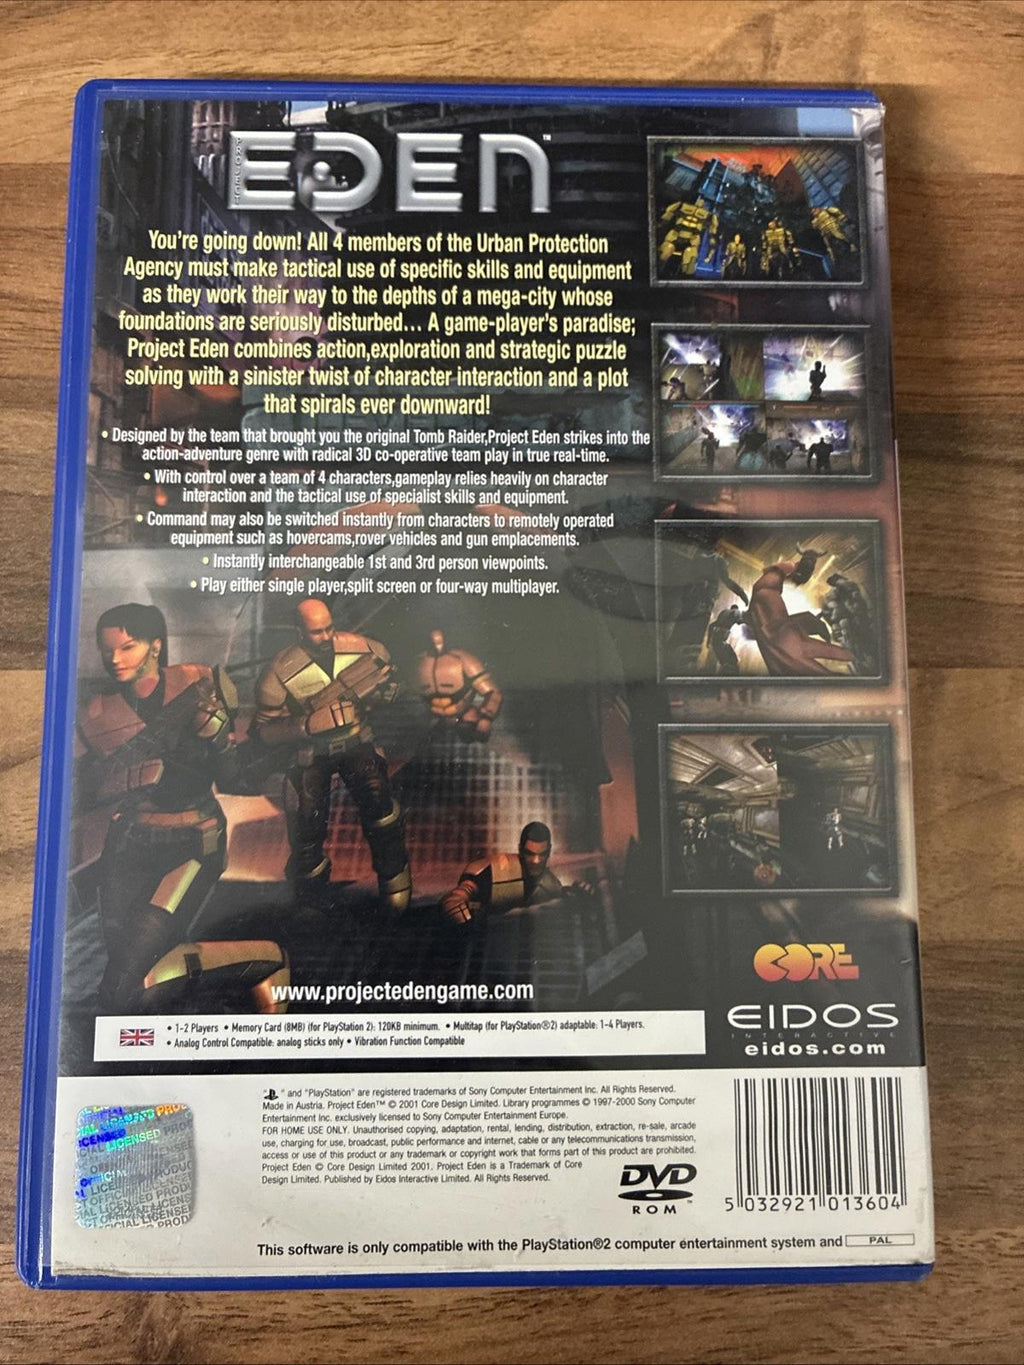 PROJECT
EDEN™
You're going down! All 4 members of the Urban Protection
Agency must make tactical use of specific skills and equipment
as they work their way to the depths of a mega-city whose
foundations are seriously disturbed... A game-player's paradise;
Project Eden combines action,exploration and strategic puzzle
solving with a sinister twist of character interaction and a plot
that spirals ever downward!
• Designed by the team that brought you the original Tomb Raider,Project Eden strikes into the
action-adventure genre with radical 3D co-operative team play in true real-time.
• With control over a team of 4 characters,gameplay relies heavily on character
interaction and the tactical use of specialist skills and equipment.
• Command may also be switched instantly from characters to remotely operated
equipment such as hovercams,rover vehicles and gun emplacements.
• Instantly interchangeable 1st and 3rd person viewpoints.
• Play either single player,split screen or four-way multiplayer.
www.projectedengame.com
CORE
EIDOS
INTERACTIVE
eidos.com
• 1-2 Players • Memory Card (8MB) (for PlayStation 2): 120KB minimum. • Multitap (for PlayStation®2) adaptable: 1-4 Players.
• Analog Control Compatible: analog sticks only • Vibration Function Compatible
" " and "PlayStation" are registered trademarks of Sony Computer Entertainment Inc. All Rights Reserved.
Made in Austria. Project Eden™ © 2001 Core Design Limited. Library programmes © 1997-2000 Sony Computer
Entertainment Inc. exclusively licensed to Sony Computer Entertainment Europe.
FOR HOME USE ONLY. Unauthorised copying, adaptation, rental, lending, distribution, extraction, re-sale, arcade
use, charging for use, broadcast, public performance and internet, cable or any telecommunications transmission,
access or use of this product or any trademark or copyright work that forms part of this product are prohibited.
Project Eden © Core Design Limited 2001. Project Eden is a Trademark of Core
Design Limited. Published by Eidos Interactive Limited. All Rights Reserved.
DVD
ROM ™
5 032921 013604
This software is only compatible with the PlayStation®2 computer entertainment system and PAL